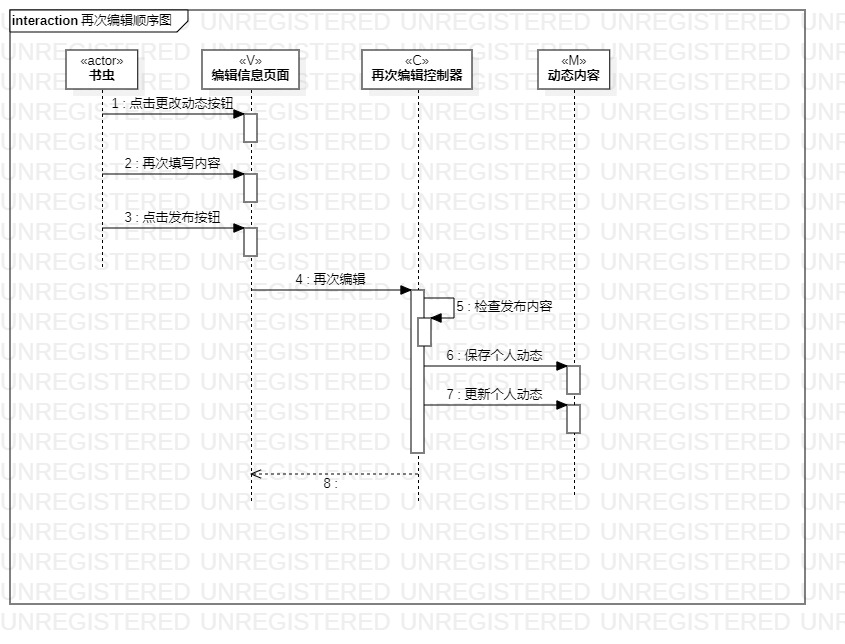 interaction 再次编辑顺序图
«actor»
书虫
«V»
编辑信息页面
«C»
再次编辑控制器
«M»
动态内容
1 : 点击更改动态按钮
2 : 再次填写内容
3 : 点击发布按钮
4 : 再次编辑
5 : 检查发布内容
6 : 保存个人动态
7 : 更新个人动态
8 :
UNREGISTERED